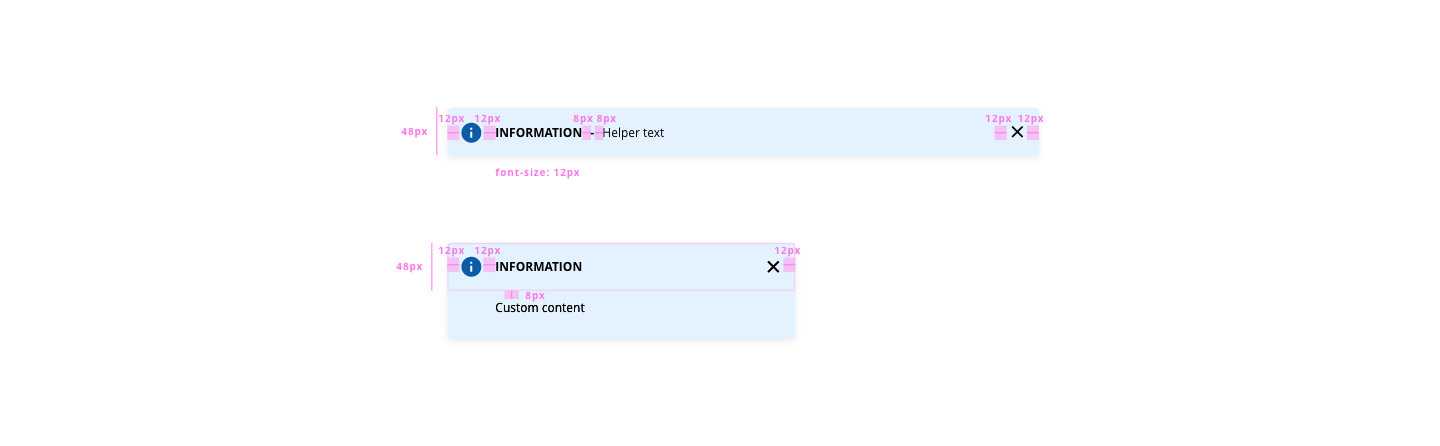 12px 12px 8px 8px 12px 12px
48px INFORMATION - Helper text
font-size: 12px
12px 12px 12px
48px INFORMATION
8px
Custom content